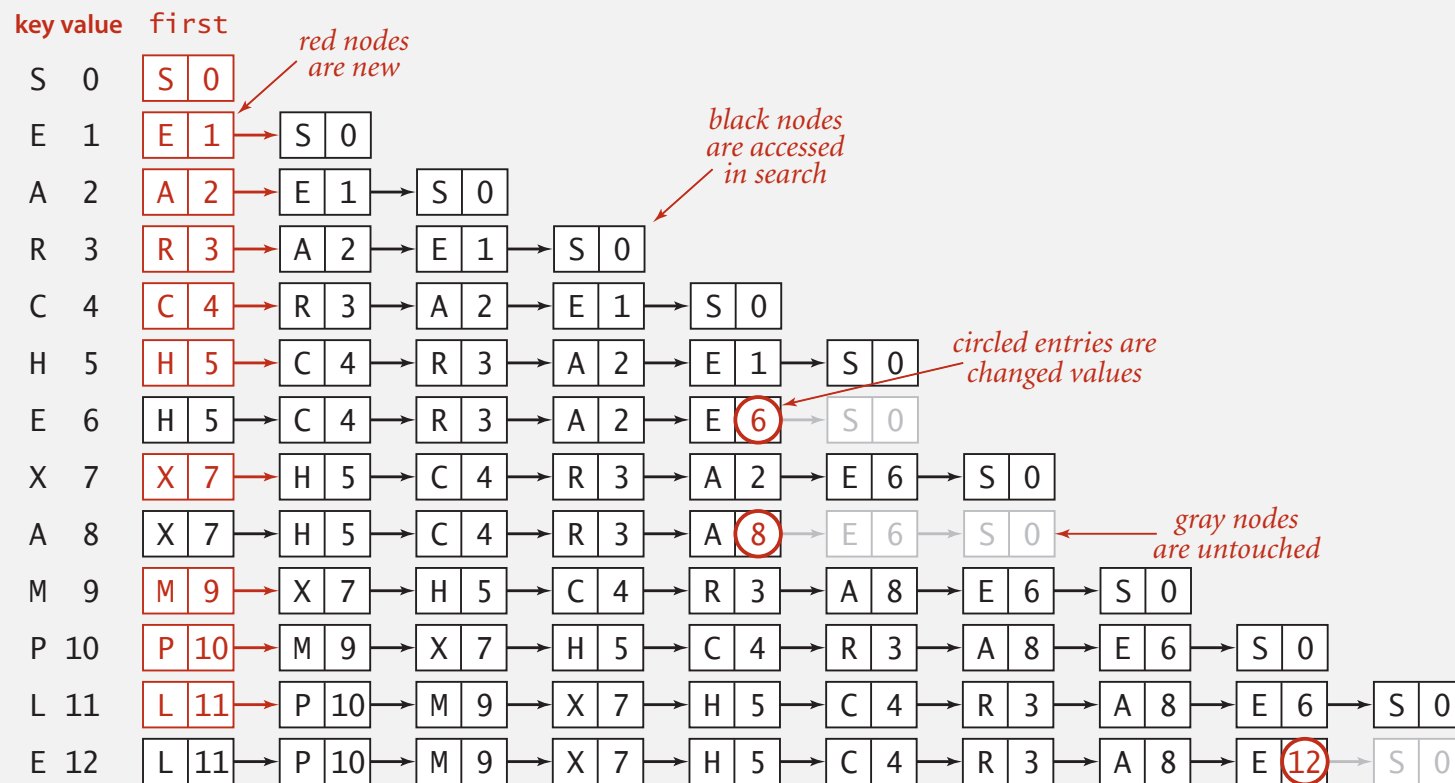 key value first
red nodes
are new
S 0 S 0
E 1 E 1 S 0
black nodes
are accessed
in search
A 2 A 2 E 1 S 0
R 3 R 3 A 2 E 1 S 0
C 4 C 4 R 3 A 2 E 1 S 0
circled entries are
changed values
H 5 H 5 C 4 R 3 A 2 E 1 S 0
E 6 H 5 C 4 R 3 A 2 E 6 S 0
X 7 X 7 H 5 C 4 R 3 A 2 E 6 S 0
A 8 X 7 H 5 C 4 R 3 A 8 E 6 S 0
gray nodes
are untouched
M 9 M 9 X 7 H 5 C 4 R 3 A 8 E 6 S 0
P 10 P 10 M 9 X 7 H 5 C 4 R 3 A 8 E 6 S 0
L 11 L 11 P 10 M 9 X 7 H 5 C 4 R 3 A 8 E 6 S 0
E 12 L 11 P 10 M 9 X 7 H 5 C 4 R 3 A 8 E 12 S 0